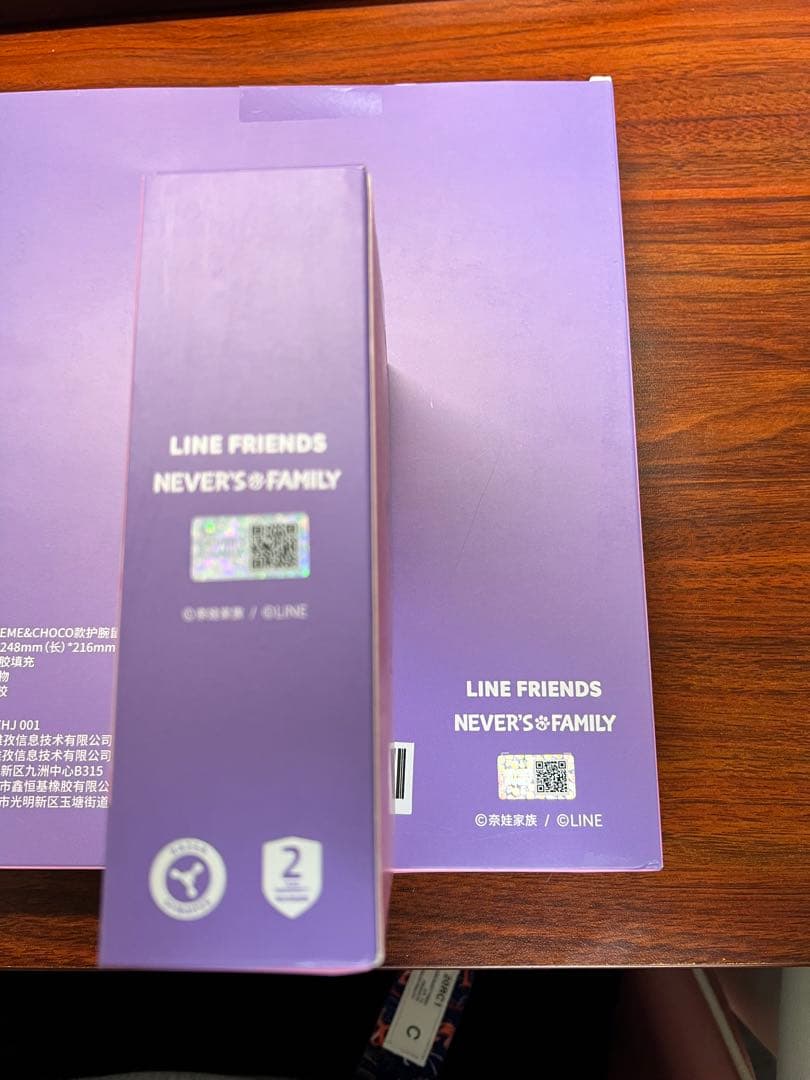 LINE FRIENDS
NEVER'S FAMILY
©奈娃家族 / ©LINE
2
EME&CHOCO款护腕鼠
248mm（长）*216mm
胶填充
物
胶
HJ 001
孜信息技术有限公司
孜信息技术有限公司
新区九洲中心B315
市鑫恒基橡胶有限公
市光明新区玉塘街道
LINE FRIENDS
NEVER'S FAMILY
©奈娃家族 / ©LINE
20RC1
C